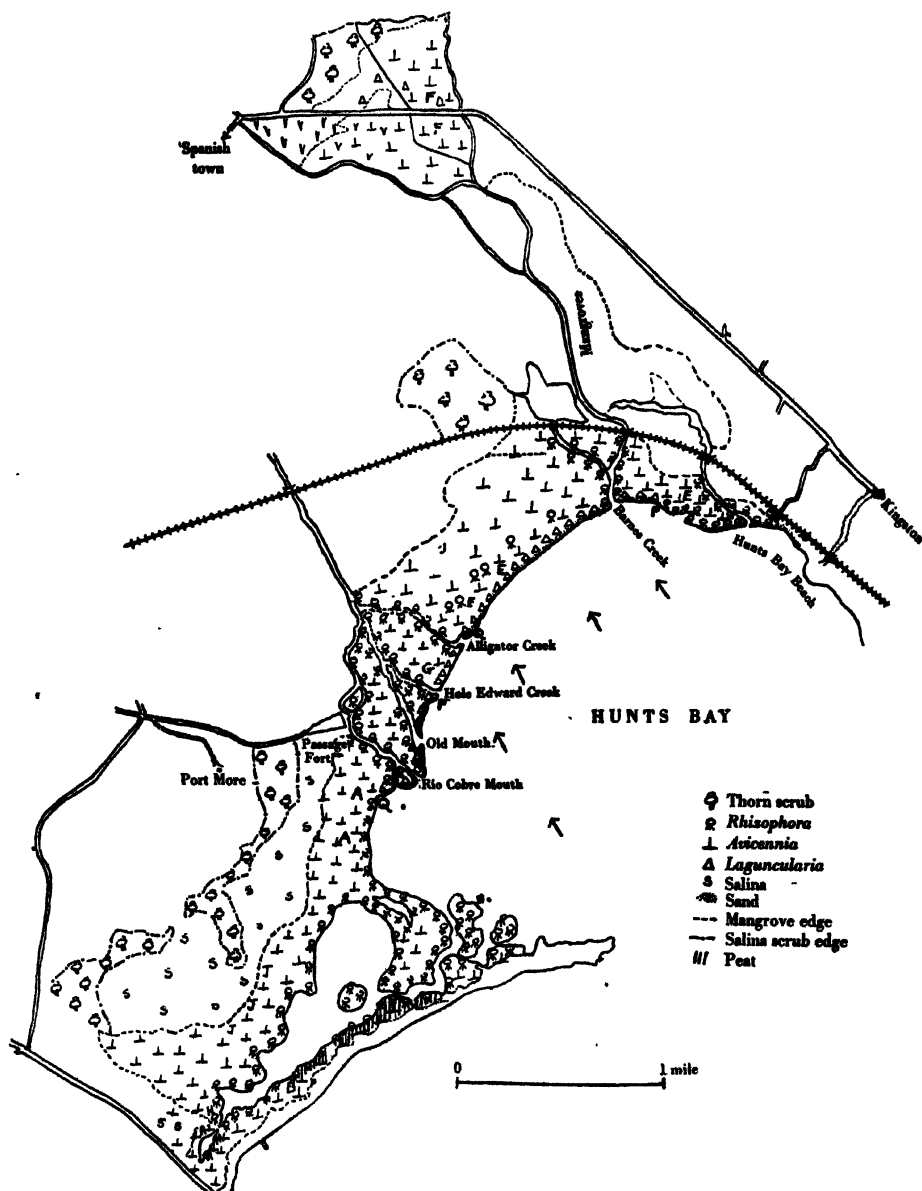 Spanish
town
Mangroves
Kingston
Barnes Creek
Hunts Bay Beach
Alligator Creek
Hole Edward Creek
HUNTS BAY
Old Mouth
Passage
Fort
Port More
Rio Cobre Mouth
Thorn scrub
Rhisophora
Avicennia
Laguncularia
S Salina
Sand
Mangrove edge
Salina scrub edge
Peat
0 1 mile